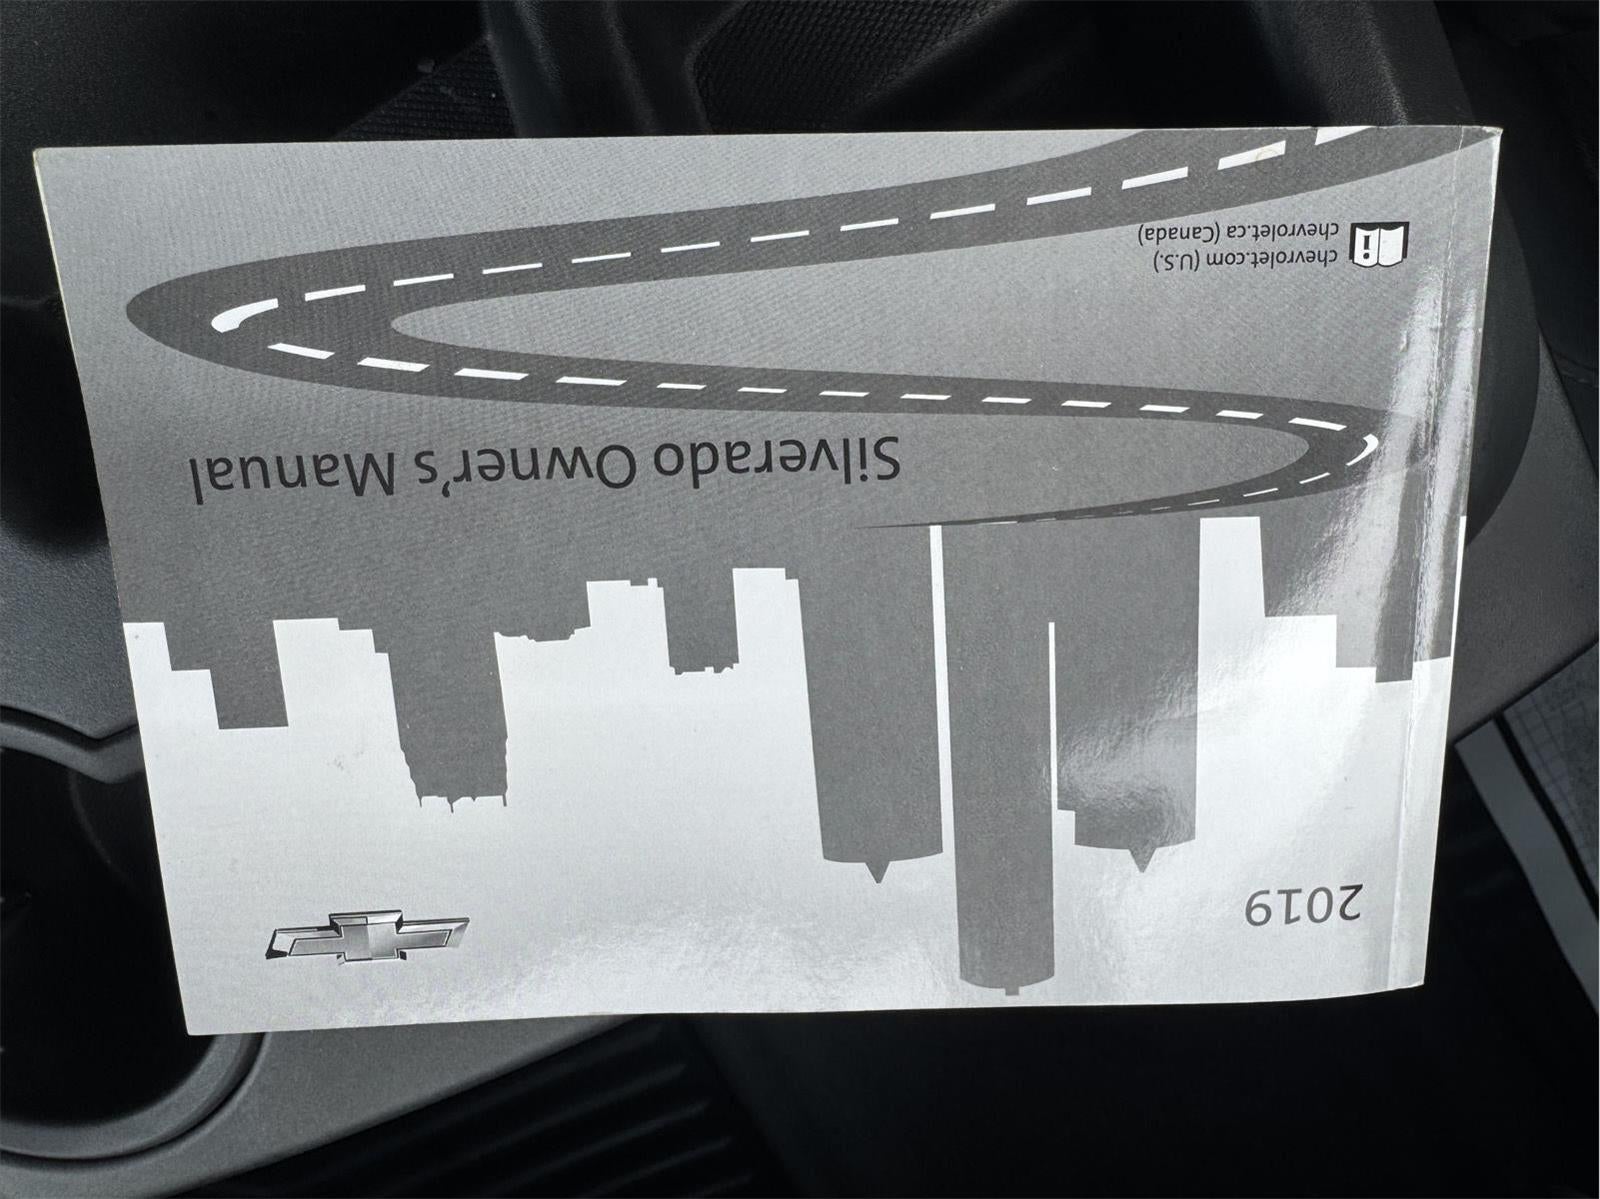 2019
Silverado Owner's Manual
chevrolet.com (U.S.)
chevrolet.ca (Canada)